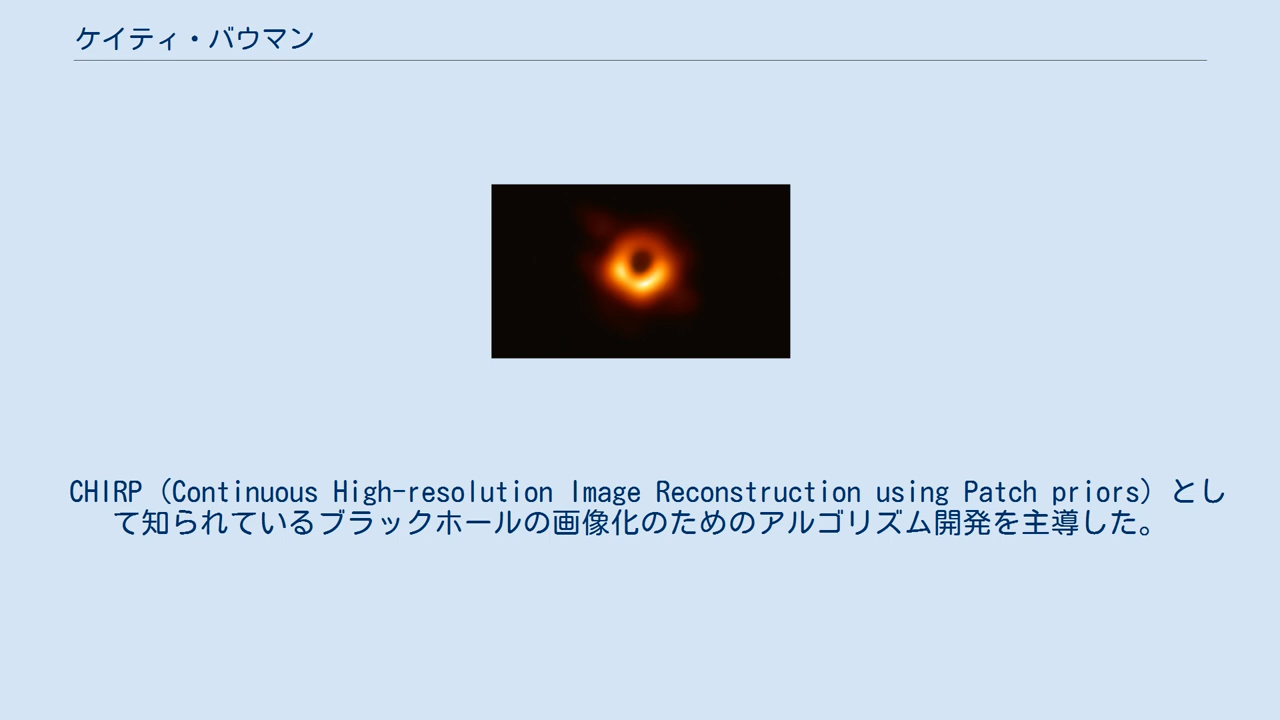 ケイティ・バウマン
CHIRP（Continuous High-resolution Image Reconstruction using Patch priors）とし
て知られているブラックホールの画像化のためのアルゴリズム開発を主導した。